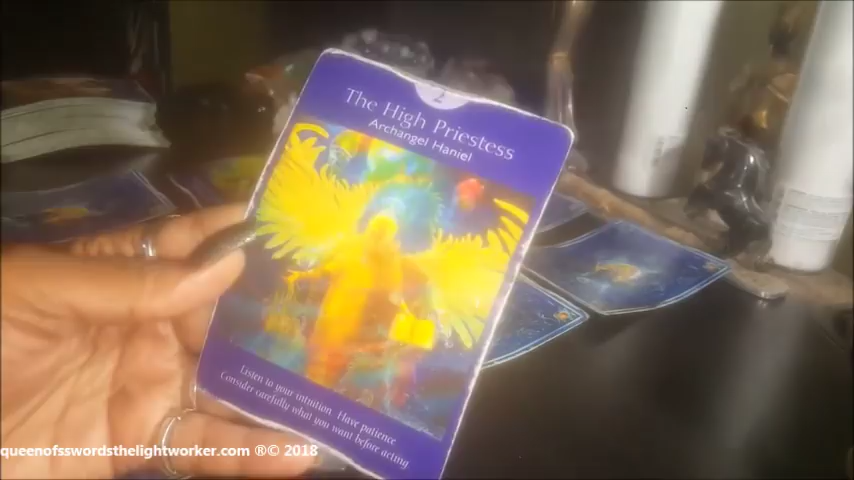 2
The High Priestess
Archangel Haniel
Listen to your intuition. Have patience
Consider carefully what you want before acting
queenofsswordsthelightworker.com ®© 2018